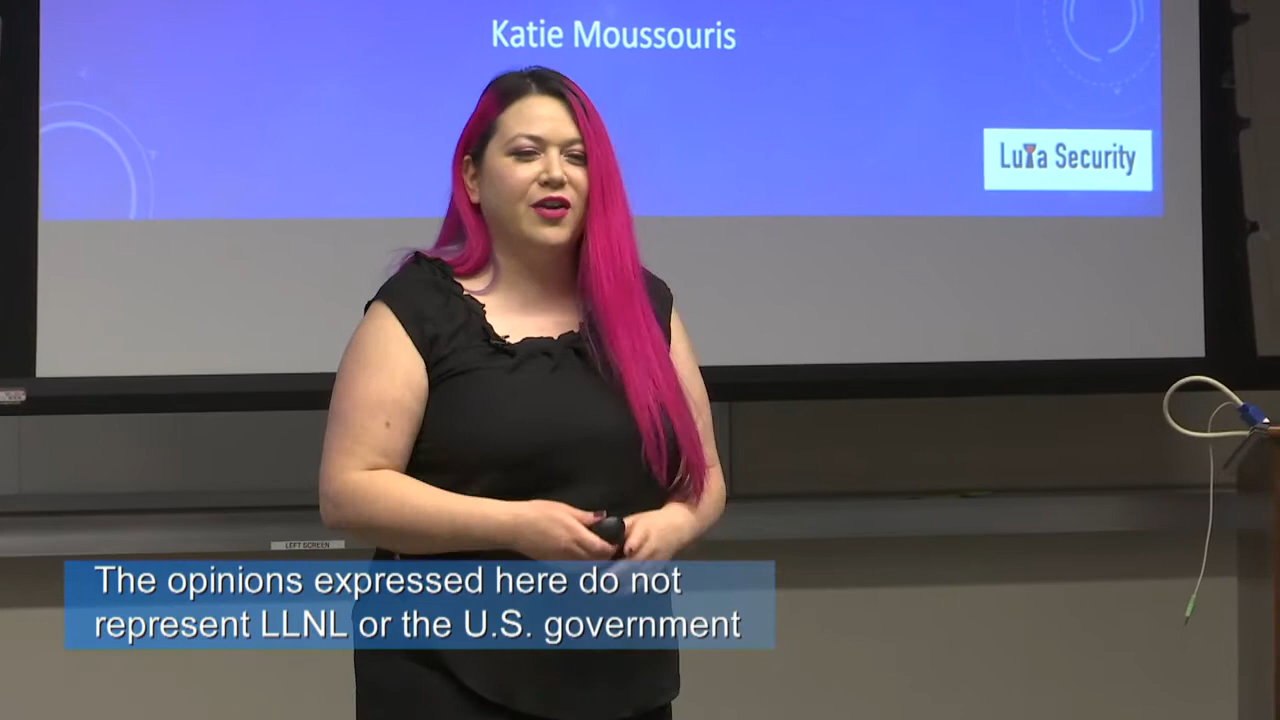 Katie Moussouris
Luta Security
LEFT SCREEN
The opinions expressed here do not
represent LLNL or the U.S. government